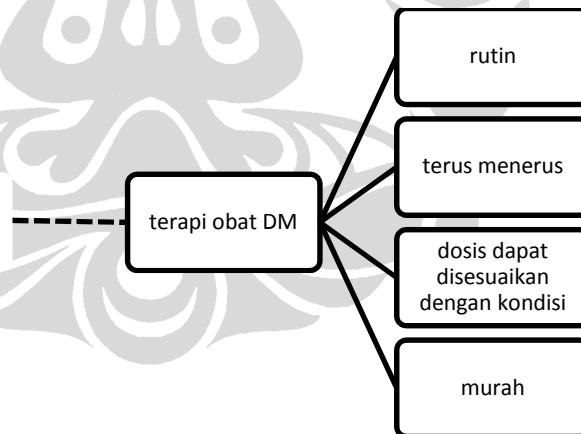 rutin
terus menerus
terapi obat DM
dosis dapat
disesuaikan
dengan kondisi
murah